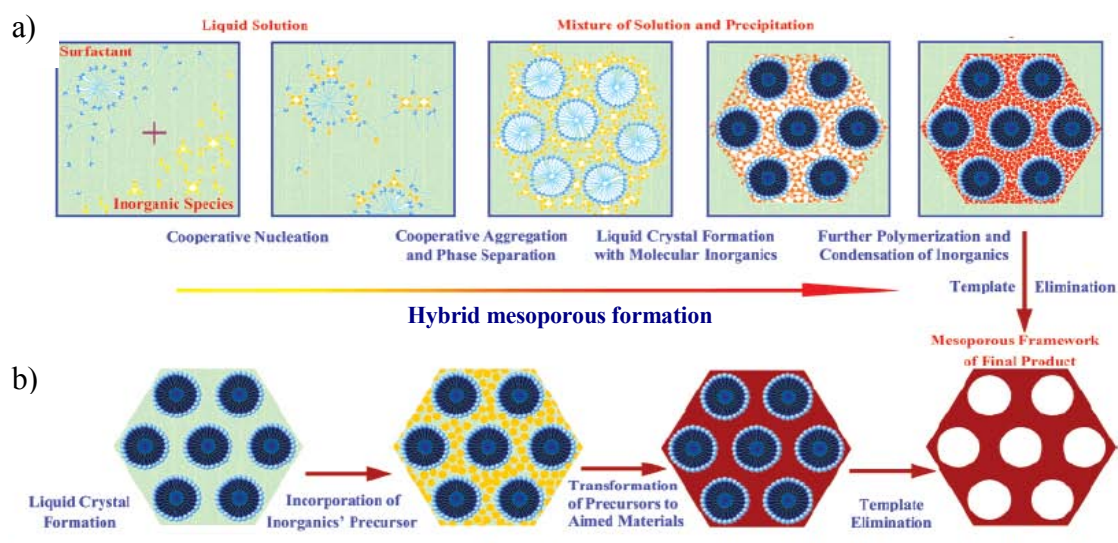 a)
Liquid Solution
Mixture of Solution and Precipitation
Surfactant
Inorganic Species
Cooperative Nucleation
Cooperative Aggregation
and Phase Separation
Liquid Crystal Formation
with Molecular Inorganics
Further Polymerization and
Condensation of Inorganics
Template Elimination
Hybrid mesoporous formation
Mesoporous Framework
of Final Product
b)
Liquid Crystal
Formation
Incorporation of
Inorganics' Precursor
Transformation
of Precursors to
Aimed Materials
Template
Elimination